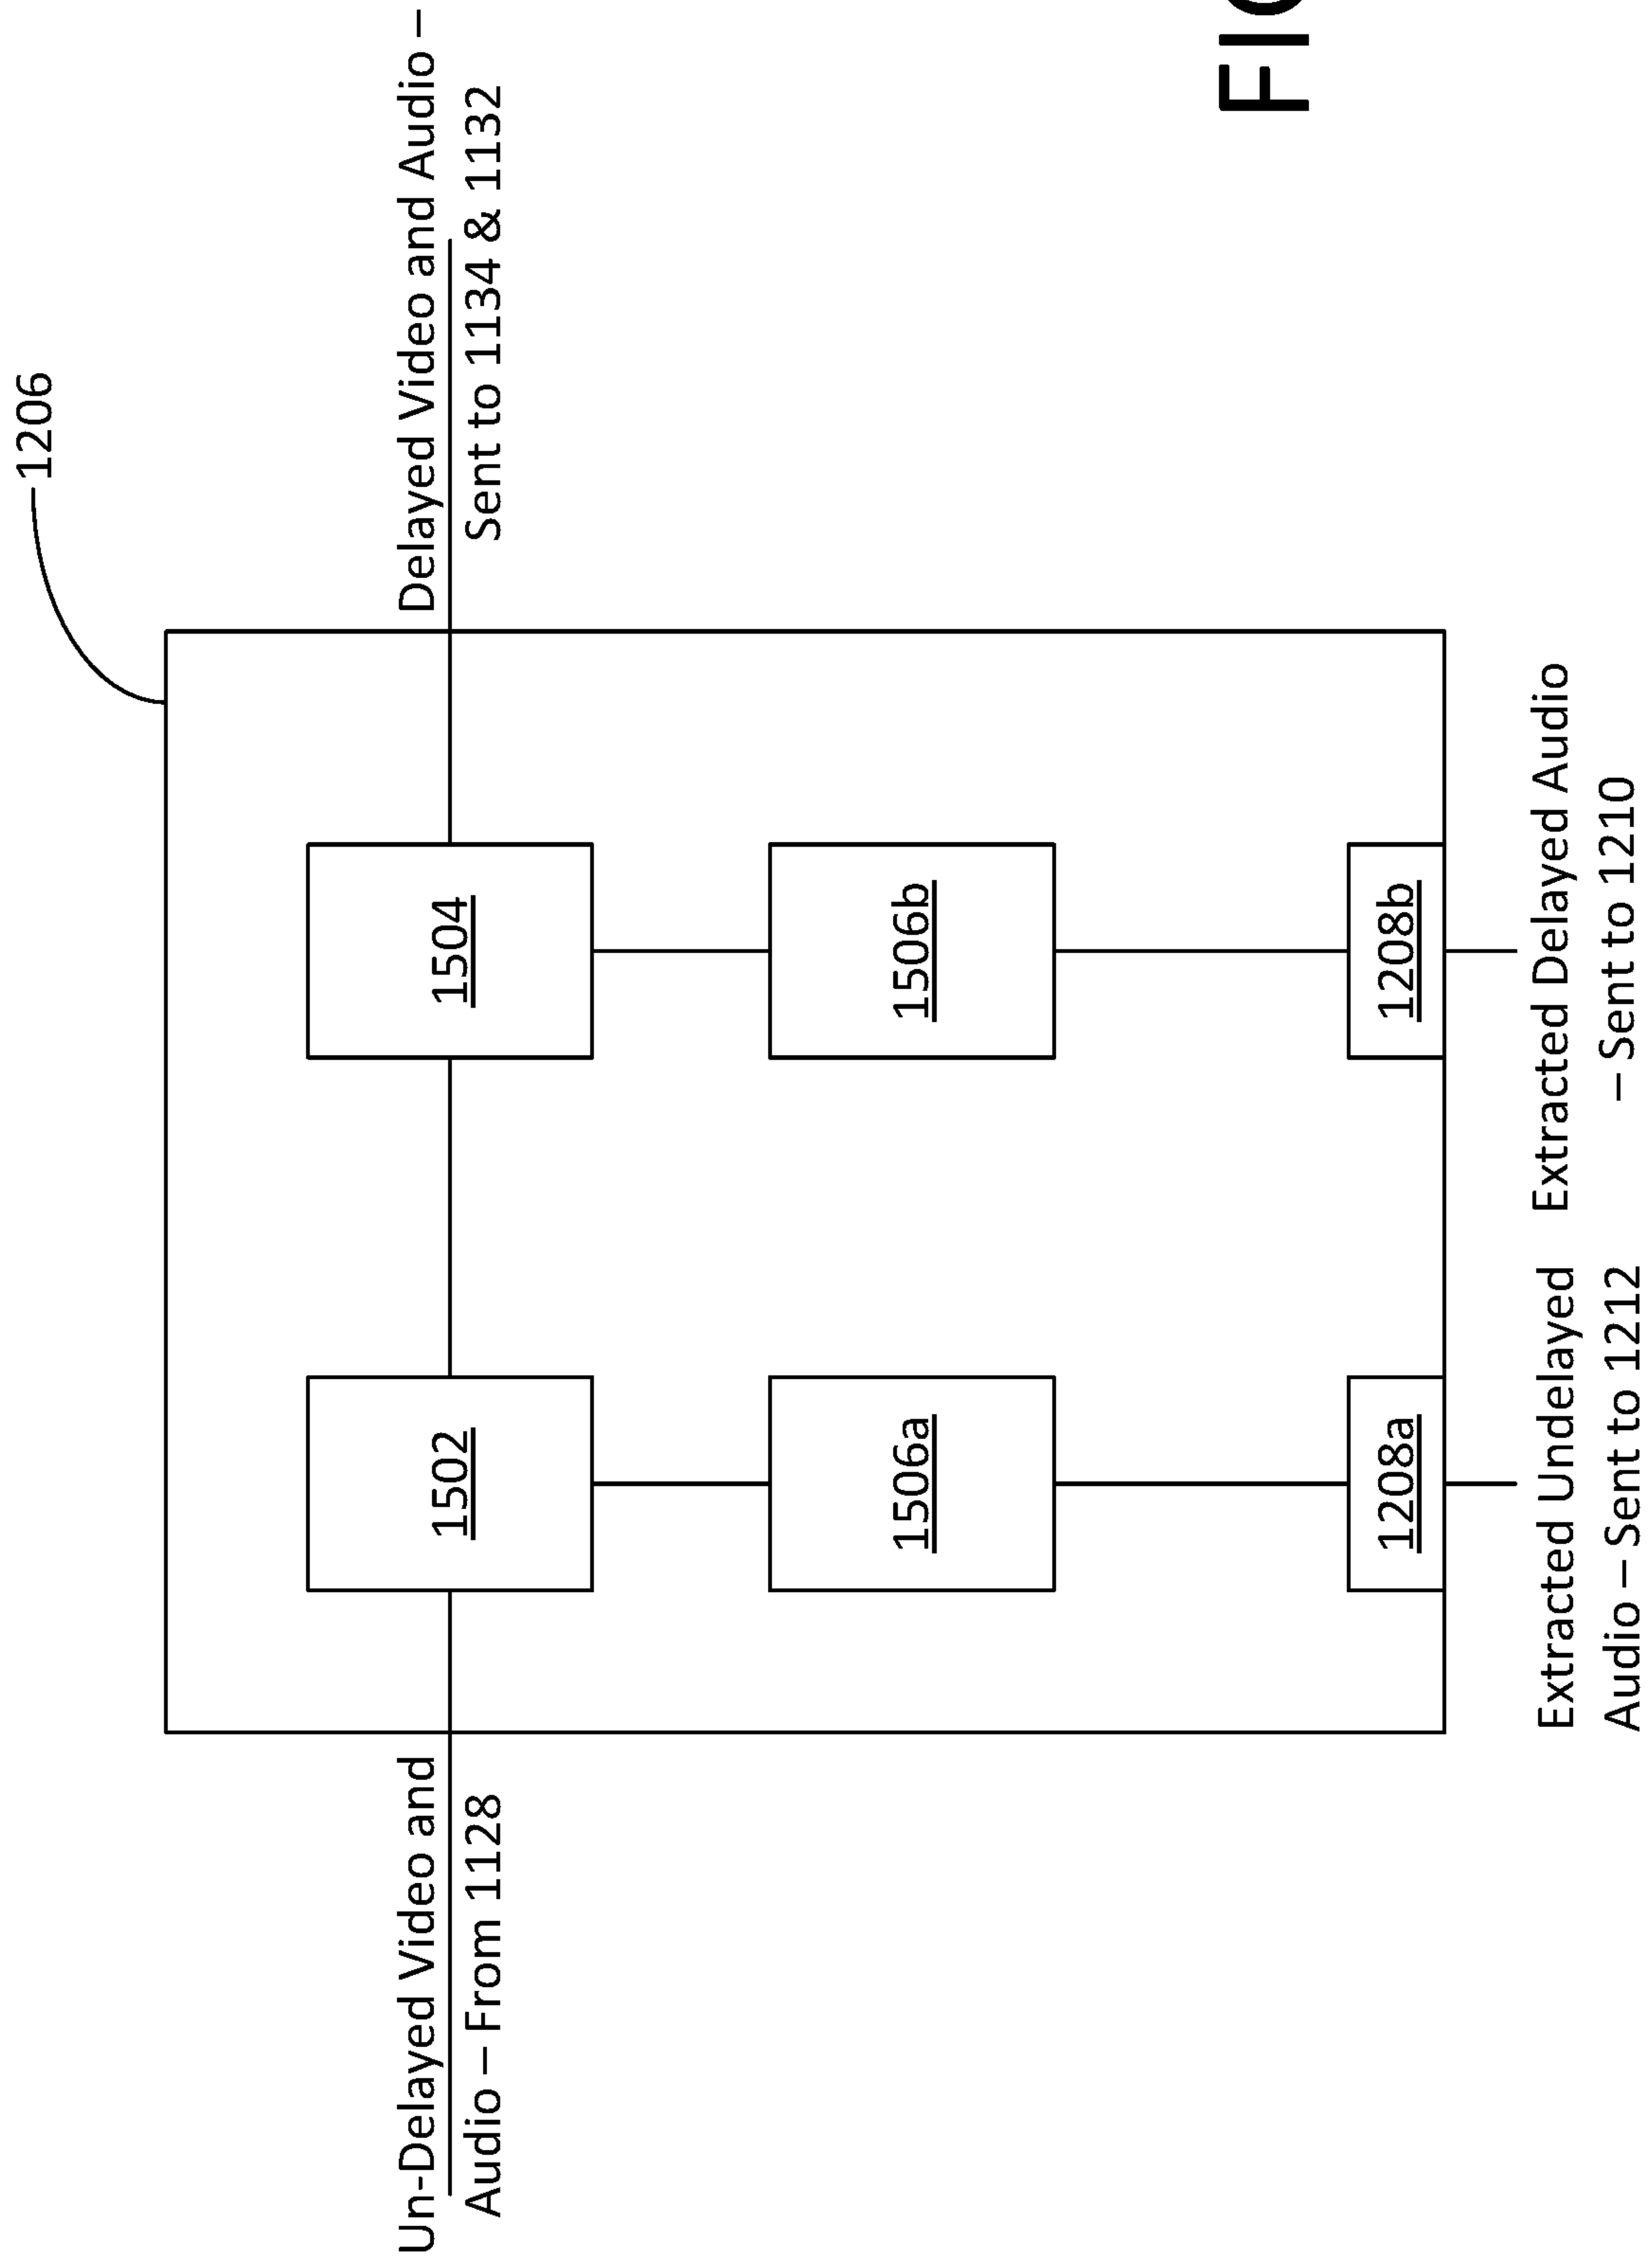 1206
Un-Delayed Video and
Audio – From 1128
Delayed Video and Audio –
Sent to 1134 & 1132
1502
1504
1506a
1506b
1208a
1208b
Extracted Undelayed
Audio – Sent to 1212
Extracted Delayed Audio
– Sent to 1210